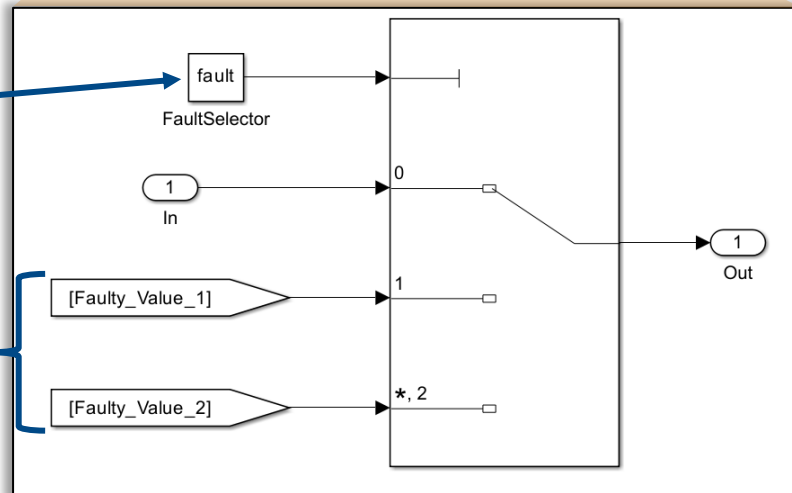 fault
FaultSelector
0
1
In
1
Out
1
[Faulty_Value_1]
*, 2
[Faulty_Value_2]